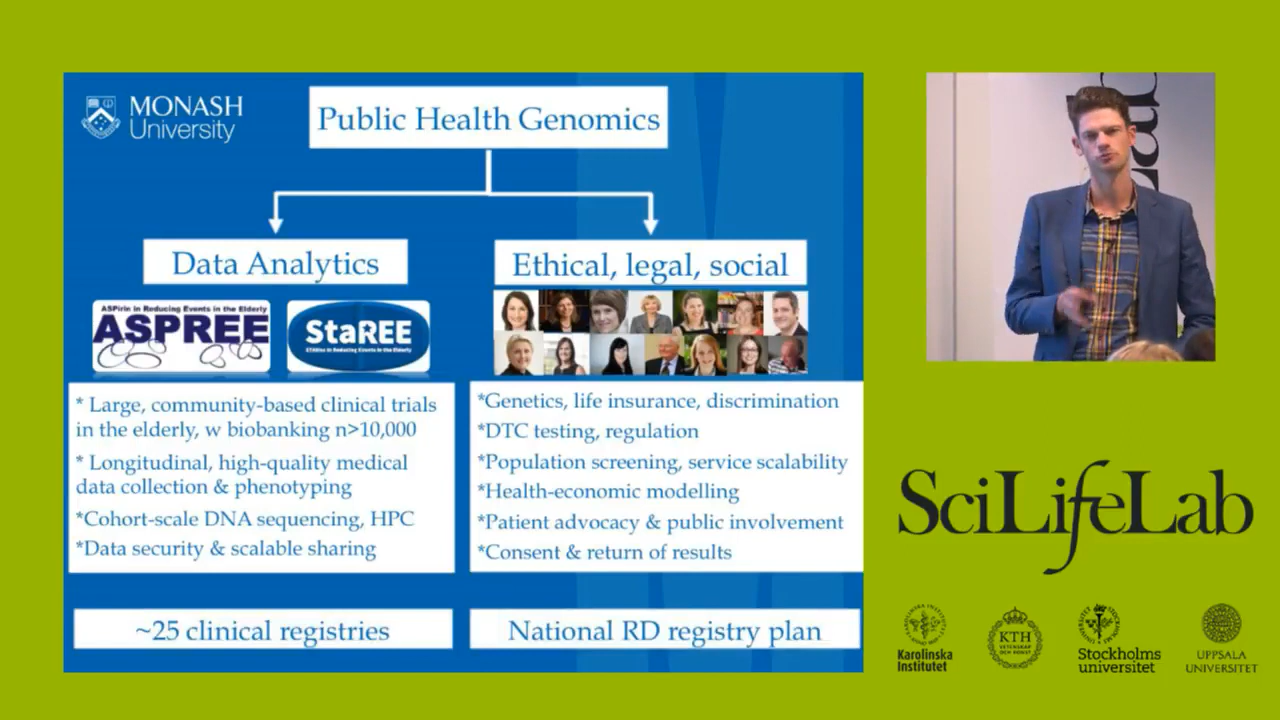 MONASH
University
Public Health Genomics
Data Analytics
ASPirin in Reducing Events in the Elderly
ASPREE
StaREE
STAtins in Reducing Events in the Elderly
* Large, community-based clinical trials
in the elderly, w biobanking n>10,000
* Longitudinal, high-quality medical
data collection & phenotyping
*Cohort-scale DNA sequencing, HPC
*Data security & scalable sharing
~25 clinical registries
Ethical, legal, social
*Genetics, life insurance, discrimination
*DTC testing, regulation
*Population screening, service scalability
*Health-economic modelling
*Patient advocacy & public involvement
*Consent & return of results
National RD registry plan
SciLifeLab
Karolinska
Institutet
KTH
VETENSKAP
OCH KONST
Stockholms
universitet
UPPSALA
UNIVERSITET